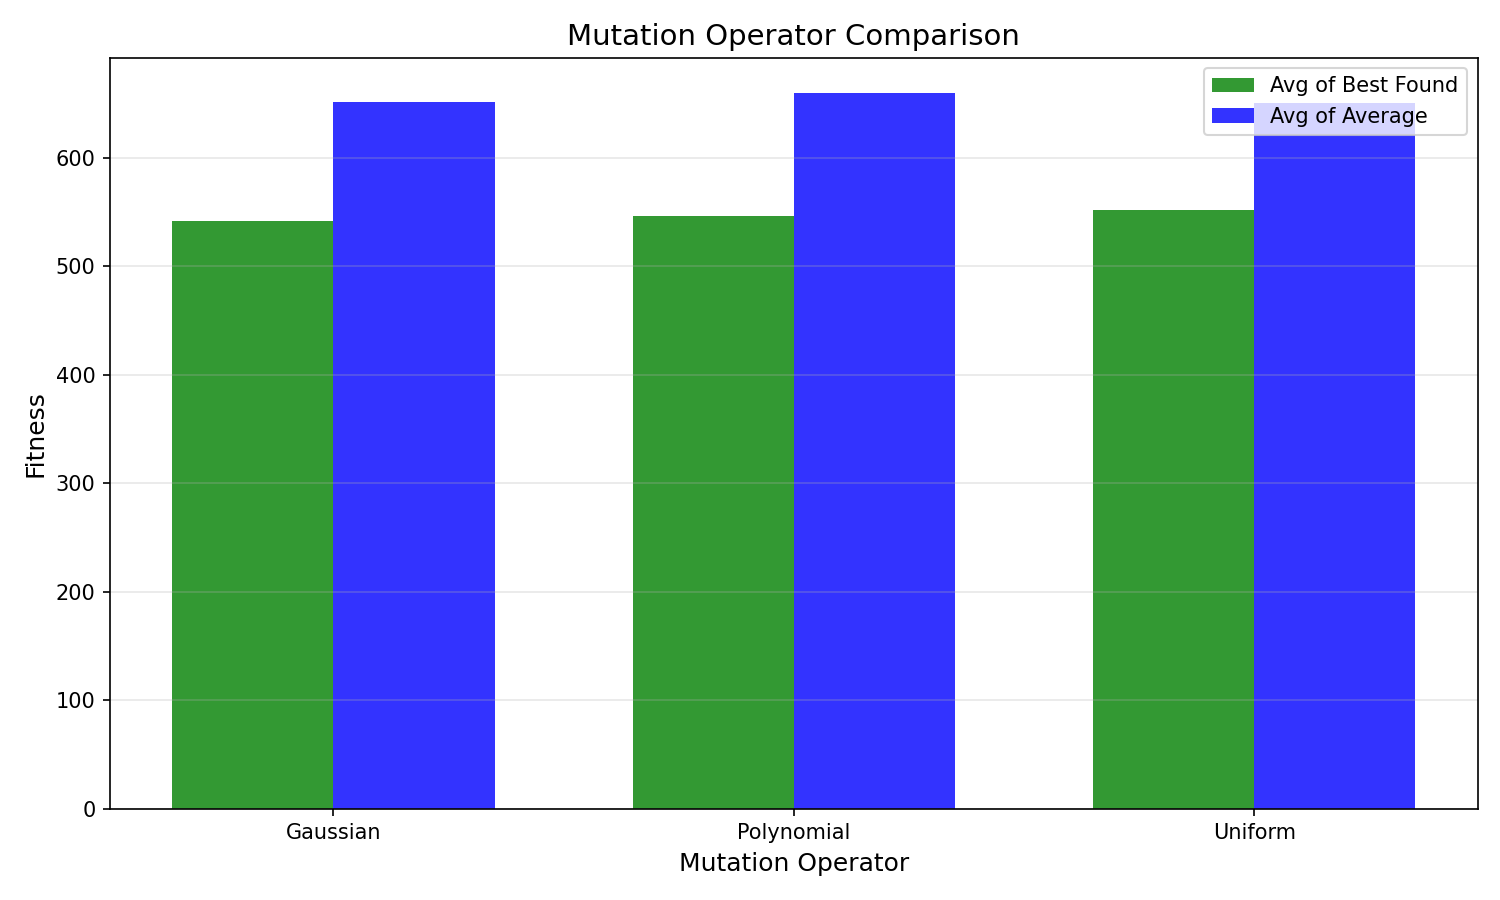 Mutation Operator Comparison
Avg of Best Found
Avg of Average
600
500
400
300
200
100
0
Fitness
Gaussian
Polynomial
Uniform
Mutation Operator